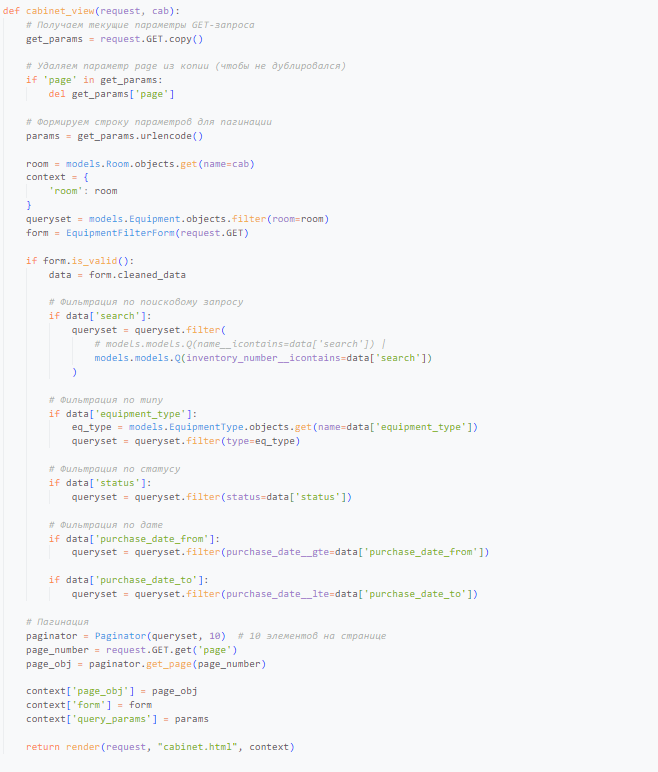 def cabinet_view(request, cab):
    # Получаем текущие параметры GET-запроса
    get_params = request.GET.copy()

    # Удаляем параметр page из копии (чтобы не дублировался)
    if 'page' in get_params:
        del get_params['page']

    # Формируем строку параметров для пагинации
    params = get_params.urlencode()

    room = models.Room.objects.get(name=cab)
    context = {
        'room': room
    }
    queryset = models.Equipment.objects.filter(room=room)
    form = EquipmentFilterForm(request.GET)

    if form.is_valid():
        data = form.cleaned_data

        # Фильтрация по поисковому запросу
        if data['search']:
            queryset = queryset.filter(
                # models.models.Q(name__icontains=data['search']) |
                models.models.Q(inventory_number__icontains=data['search'])
            )

        # Фильтрация по типу
        if data['equipment_type']:
            eq_type = models.EquipmentType.objects.get(name=data['equipment_type'])
            queryset = queryset.filter(type=eq_type)

        # Фильтрация по статусу
        if data['status']:
            queryset = queryset.filter(status=data['status'])

        # Фильтрация по дате
        if data['purchase_date_from']:
            queryset = queryset.filter(purchase_date__gte=data['purchase_date_from'])

        if data['purchase_date_to']:
            queryset = queryset.filter(purchase_date__lte=data['purchase_date_to'])

    # Пагинация
    paginator = Paginator(queryset, 10)  # 10 элементов на странице
    page_number = request.GET.get('page')
    page_obj = paginator.get_page(page_number)

    context['page_obj'] = page_obj
    context['form'] = form
    context['query_params'] = params

    return render(request, "cabinet.html", context)